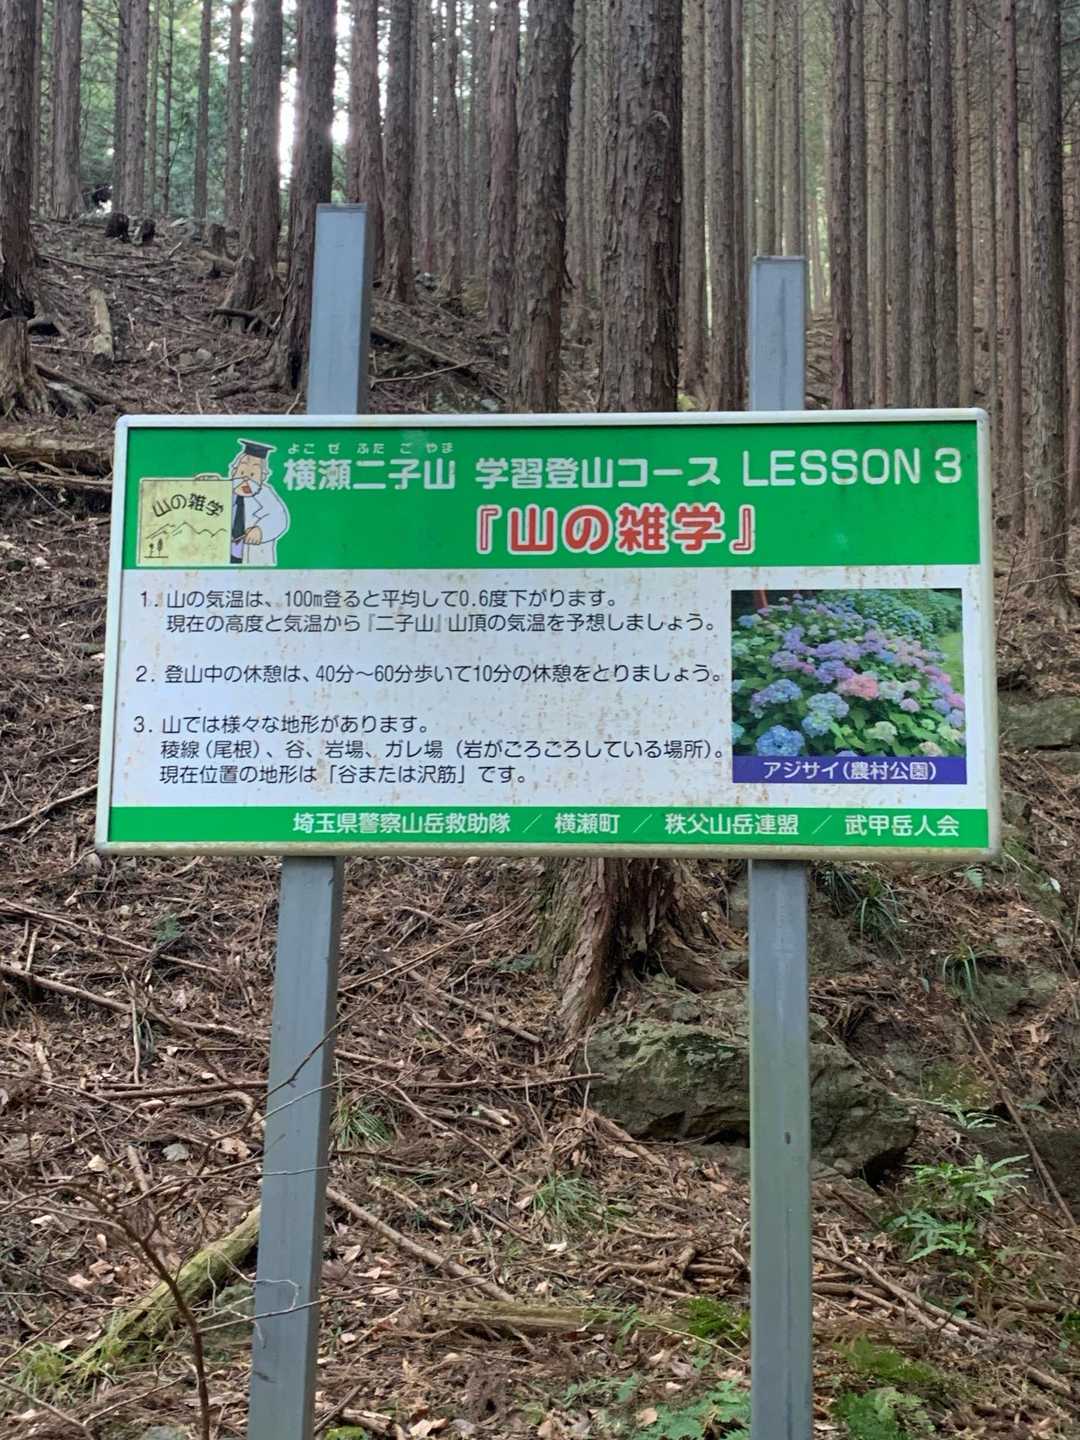 よこぜ ふたごやま
横瀬二子山 学習登山コース LESSON 3
山の雑学
『山の雑学』
1. 山の気温は、100m登ると平均して0.6度下がります。
現在の高度と気温から『二子山』山頂の気温を予想しましょう。
2. 登山中の休憩は、40分～60分歩いて10分の休憩をとりましょう。
3. 山では様々な地形があります。
稜線（尾根）、谷、岩場、ガレ場（岩がごろごろしている場所）。
現在位置の地形は「谷または沢筋」です。
アジサイ（農村公園）
埼玉県警察山岳救助隊 ／ 横瀬町 ／ 秩父山岳連盟 ／ 武甲岳人会